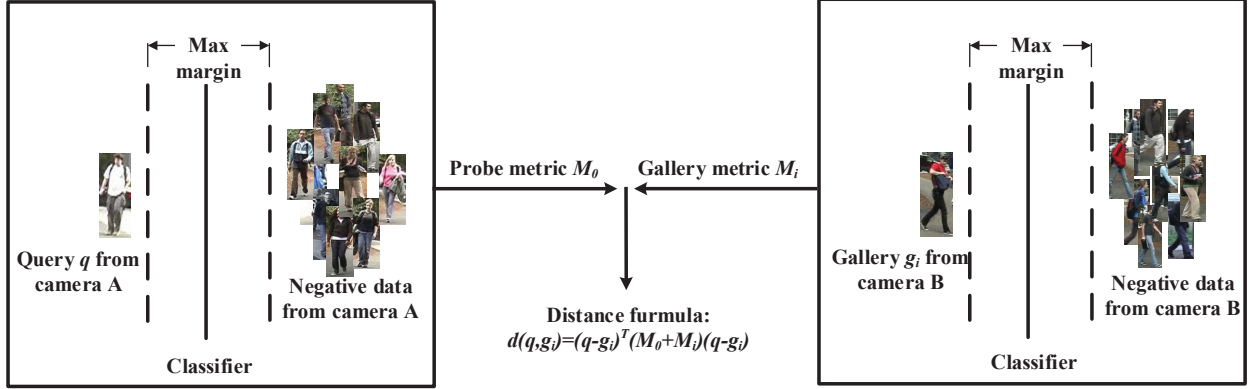 Max
margin
Query q from
camera A
Negative data
from camera A
Classifier
Probe metric M₀
Gallery metric Mᵢ
Distance furmula:
d(q,gᵢ)=(q-gᵢ)ᵀ(M₀+Mᵢ)(q-gᵢ)
Max
margin
Gallery gᵢ from
camera B
Negative data
from camera B
Classifier